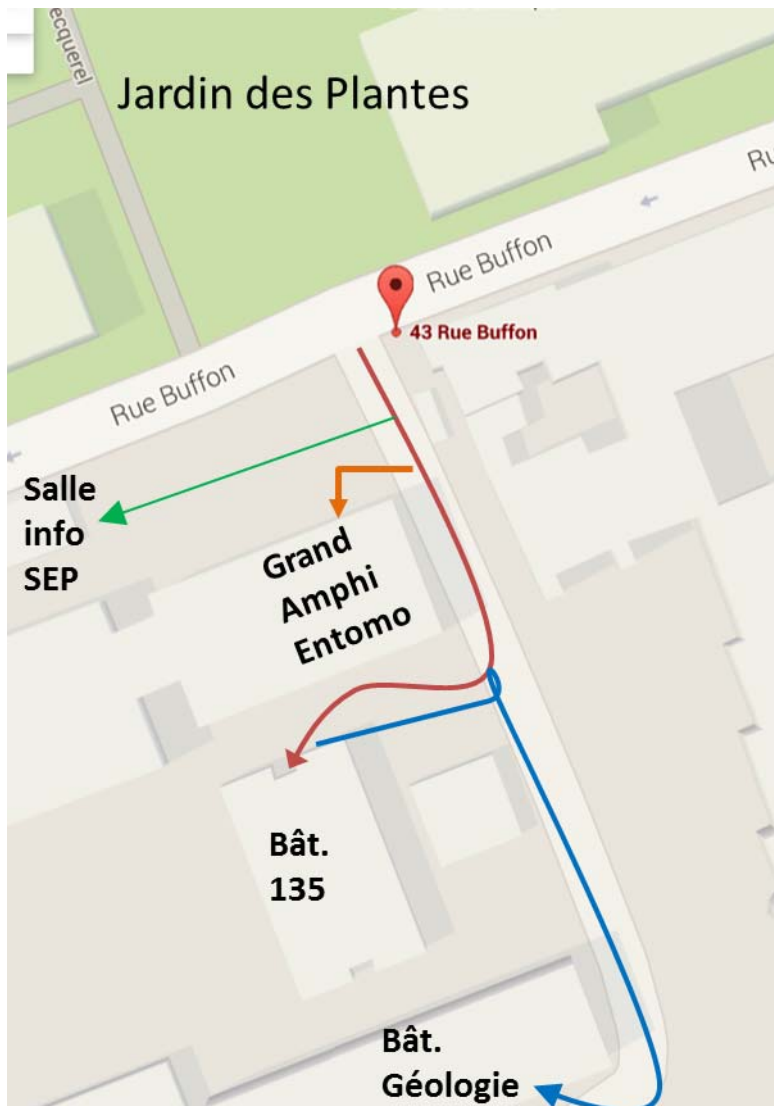 ecquerel
Jardin des Plantes
Ru
Rue Buffon
43 Rue Buffon
Rue Buffon
Salle
info
SEP
Grand
Amphi
Entomo
Bât.
135
Bât.
Géologie